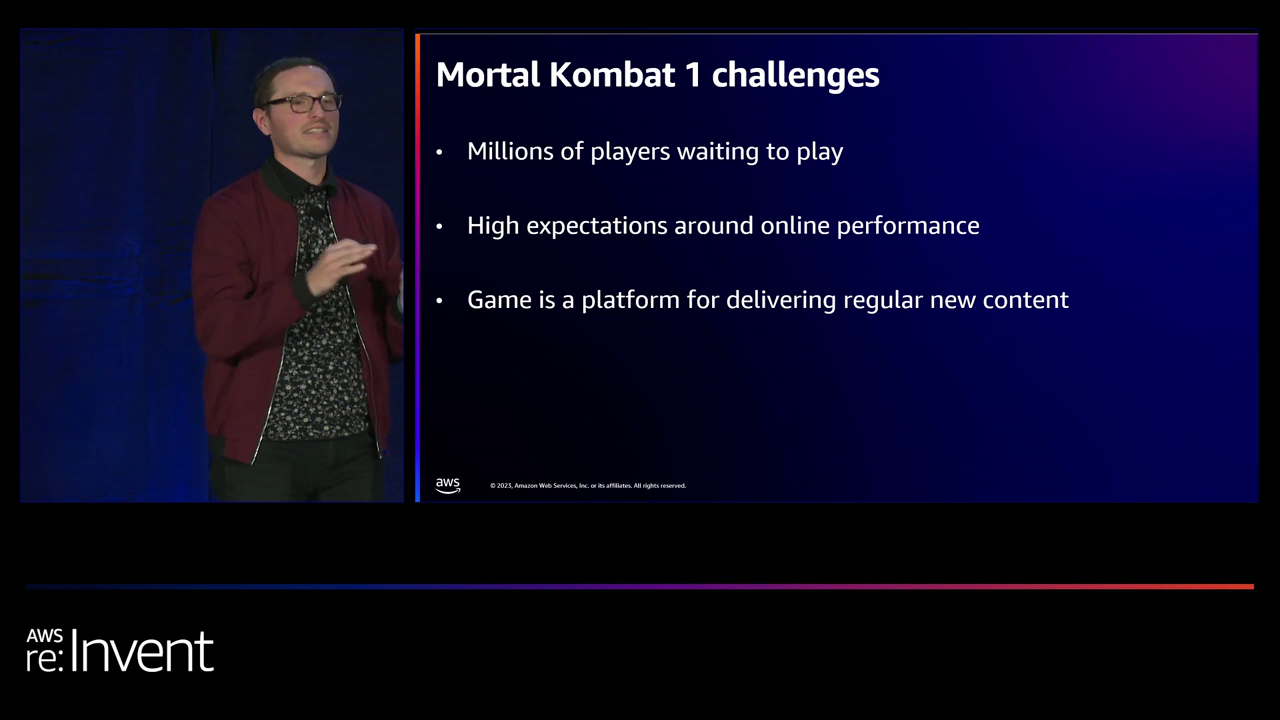 Mortal Kombat 1 challenges
• Millions of players waiting to play
• High expectations around online performance
• Game is a platform for delivering regular new content
aws
© 2023, Amazon Web Services, Inc. or its affiliates. All rights reserved.
AWS
re:Invent